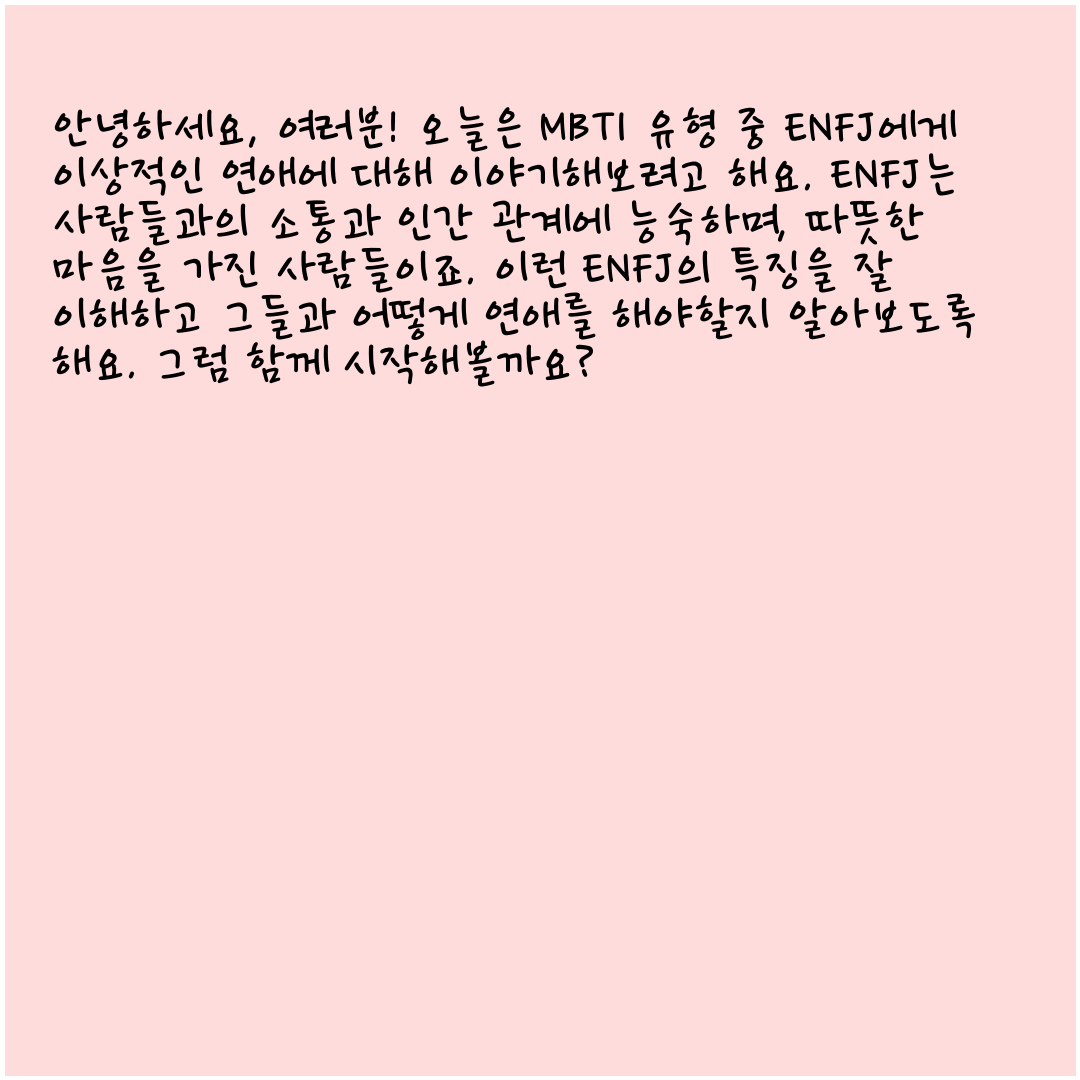 안녕하세요, 여러분! 오늘은 MBTI 유형 중 ENFJ에게
이상적인 연애에 대해 이야기해보려고 해요. ENFJ는
사람들과의 소통과 인간 관계에 능숙하며, 따뜻한
마음을 가진 사람들이죠. 이런 ENFJ의 특징을 잘
이해하고 그들과 어떻게 연애를 해야할지 알아보도록
해요. 그럼 함께 시작해볼까요?